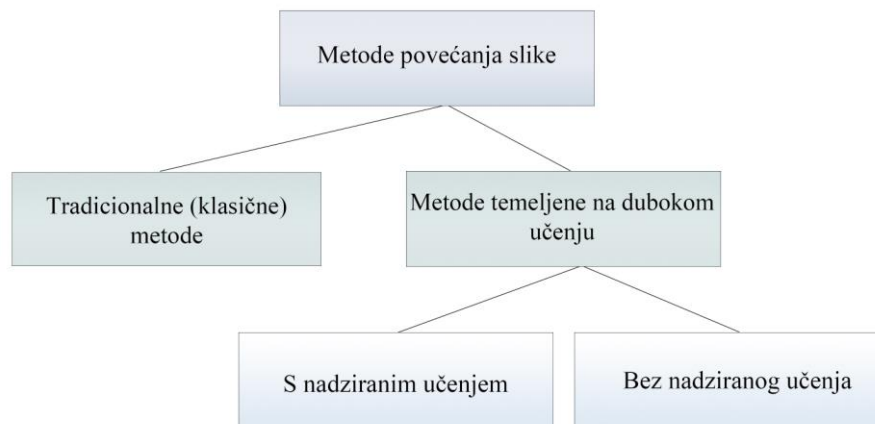 Metode povećanja slike
Tradicionalne (klasične)
metode
Metode temeljene na dubokom
učenju
S nadziranim učenjem
Bez nadziranog učenja